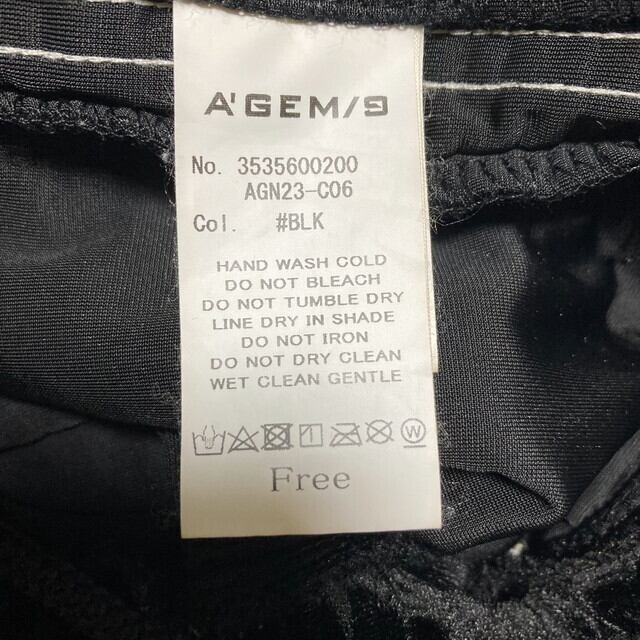 A'GEM/9
No. 3535600200
AGN23-C06
Col. #BLK
HAND WASH COLD
DO NOT BLEACH
DO NOT TUMBLE DRY
LINE DRY IN SHADE
DO NOT IRON
DO NOT DRY CLEAN
WET CLEAN GENTLE
W
Free